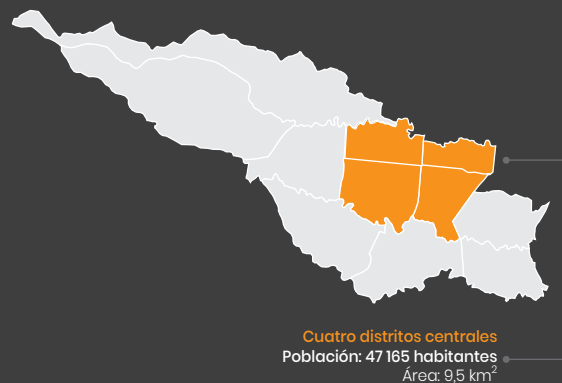 Cuatro distritos centrales
Población: 47 165 habitantes
Área: 9,5 km²